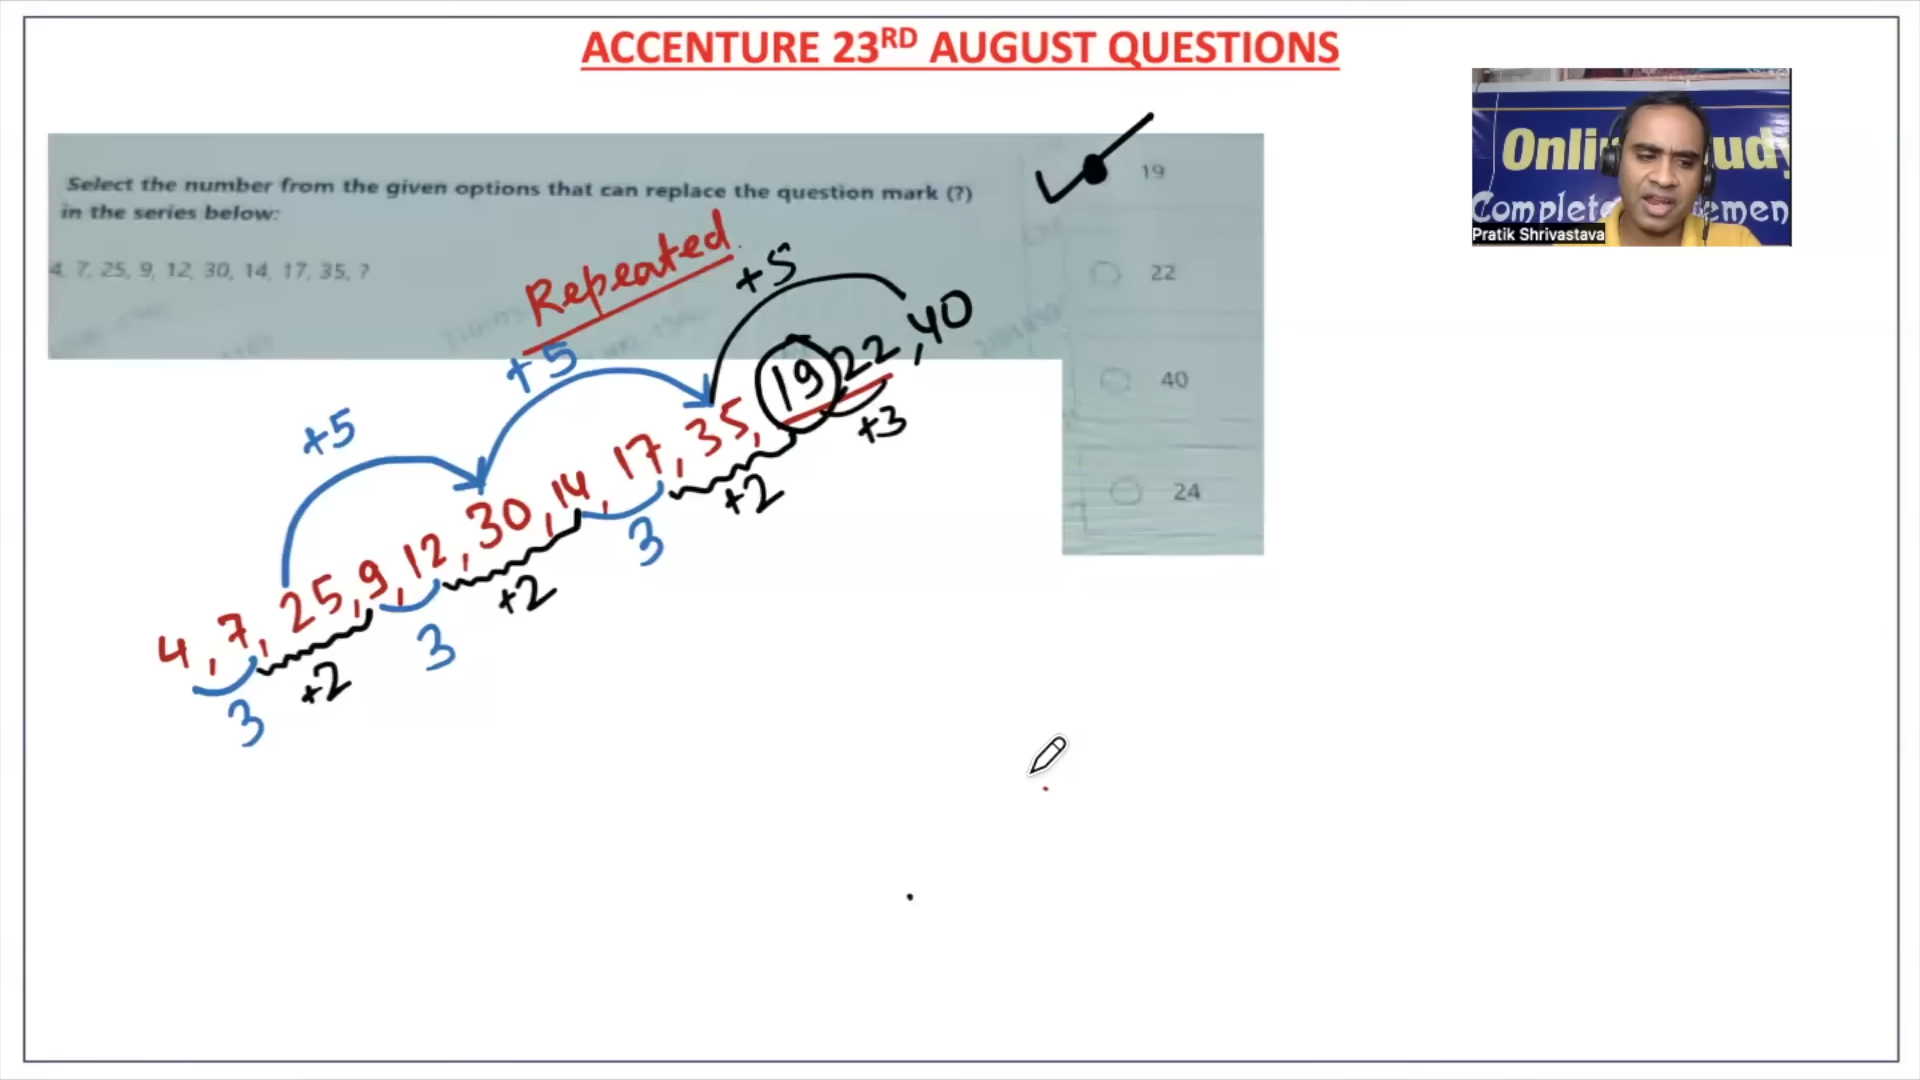 ACCENTURE 23RD AUGUST QUESTIONS
Select the number from the given options that can replace the question mark (?)
in the series below:
4, 7, 25, 9, 12, 30, 14, 17, 35, ?
19
22
40
24
Onli udy
Complete emen
Pratik Shrivastava
Repeated
+5
+5
+5
4, 7, 25, 9, 12, 30, 14, 17, 35, 19 22, 40
3
+2
3
+2
3
+2
+3